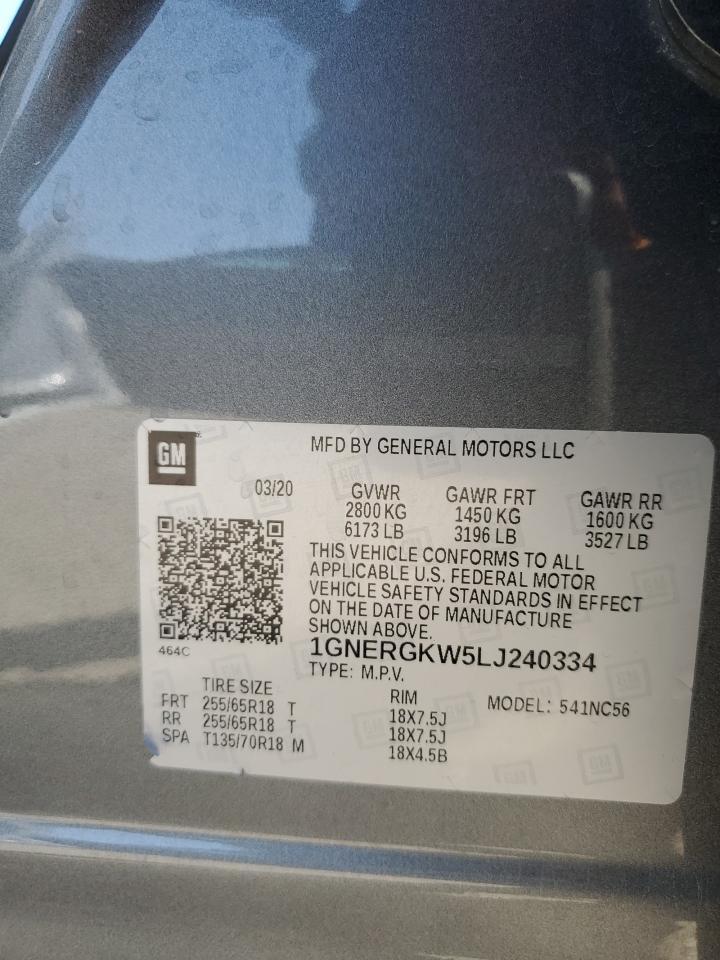 GM
MFD BY GENERAL MOTORS LLC
03/20 GVWR GAWR FRT GAWR RR
2800 KG 1450 KG 1600 KG
6173 LB 3196 LB 3527 LB
THIS VEHICLE CONFORMS TO ALL
APPLICABLE U.S. FEDERAL MOTOR
VEHICLE SAFETY STANDARDS IN EFFECT
ON THE DATE OF MANUFACTURE
SHOWN ABOVE.
464C
1GNERGKW5LJ240334
TYPE: M.P.V.
TIRE SIZE RIM MODEL: 541NC56
FRT 255/65R18 T 18X7.5J
RR 255/65R18 T 18X7.5J
SPA T135/70R18 M 18X4.5B